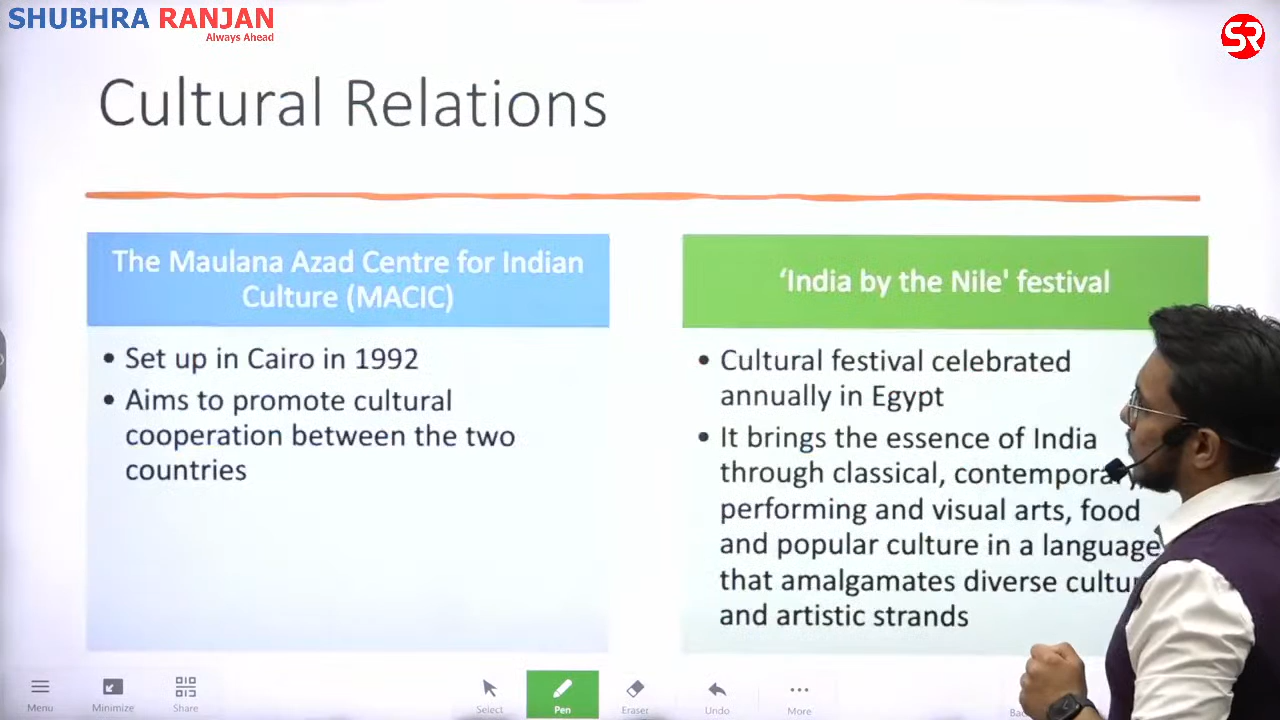 SHUBHRA RANJAN
Always Ahead
SR
Cultural Relations
The Maulana Azad Centre for Indian
Culture (MACIC)
• Set up in Cairo in 1992
• Aims to promote cultural
cooperation between the two
countries
‘India by the Nile' festival
• Cultural festival celebrated
annually in Egypt
• It brings the essence of India
through classical,
performing and visual arts, food
and popular culture in a language
that amalgamates diverse
and artistic strands
Menu
Minimize
Share
Select
Pen
Eraser
Undo
More